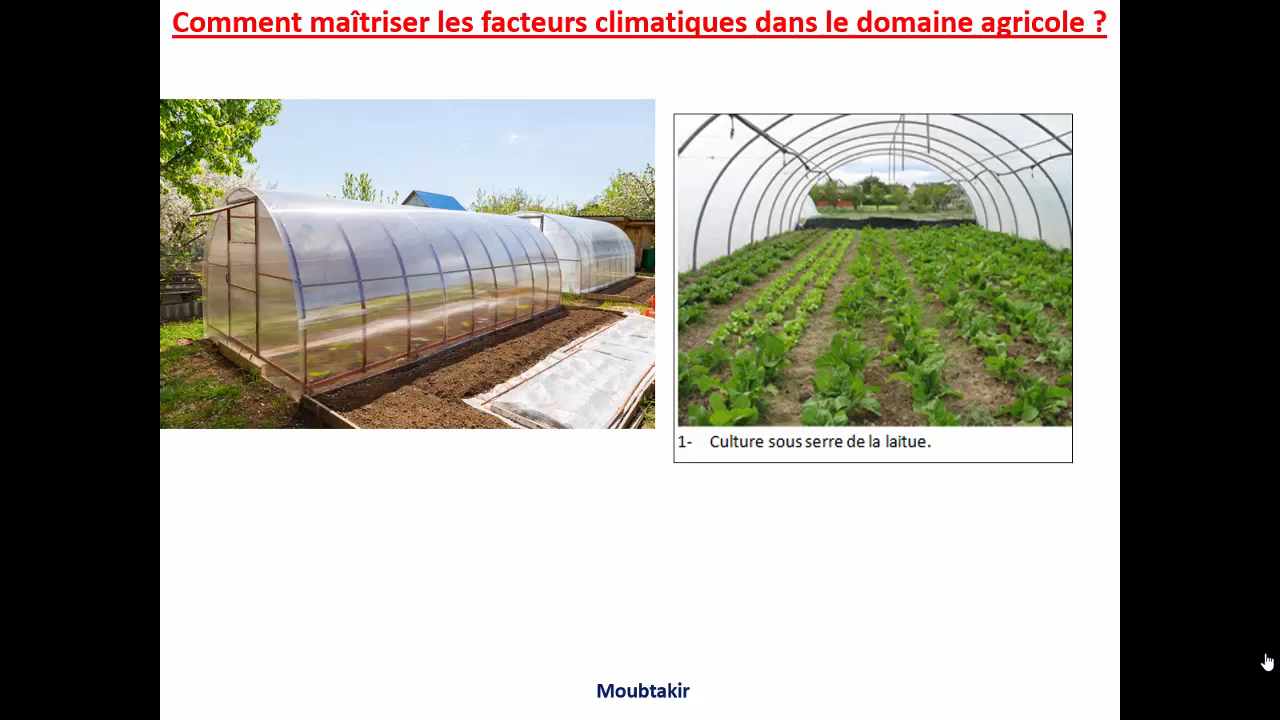 Comment maîtriser les facteurs climatiques dans le domaine agricole ?
1- Culture sous serre de la laitue.
Moubtakir